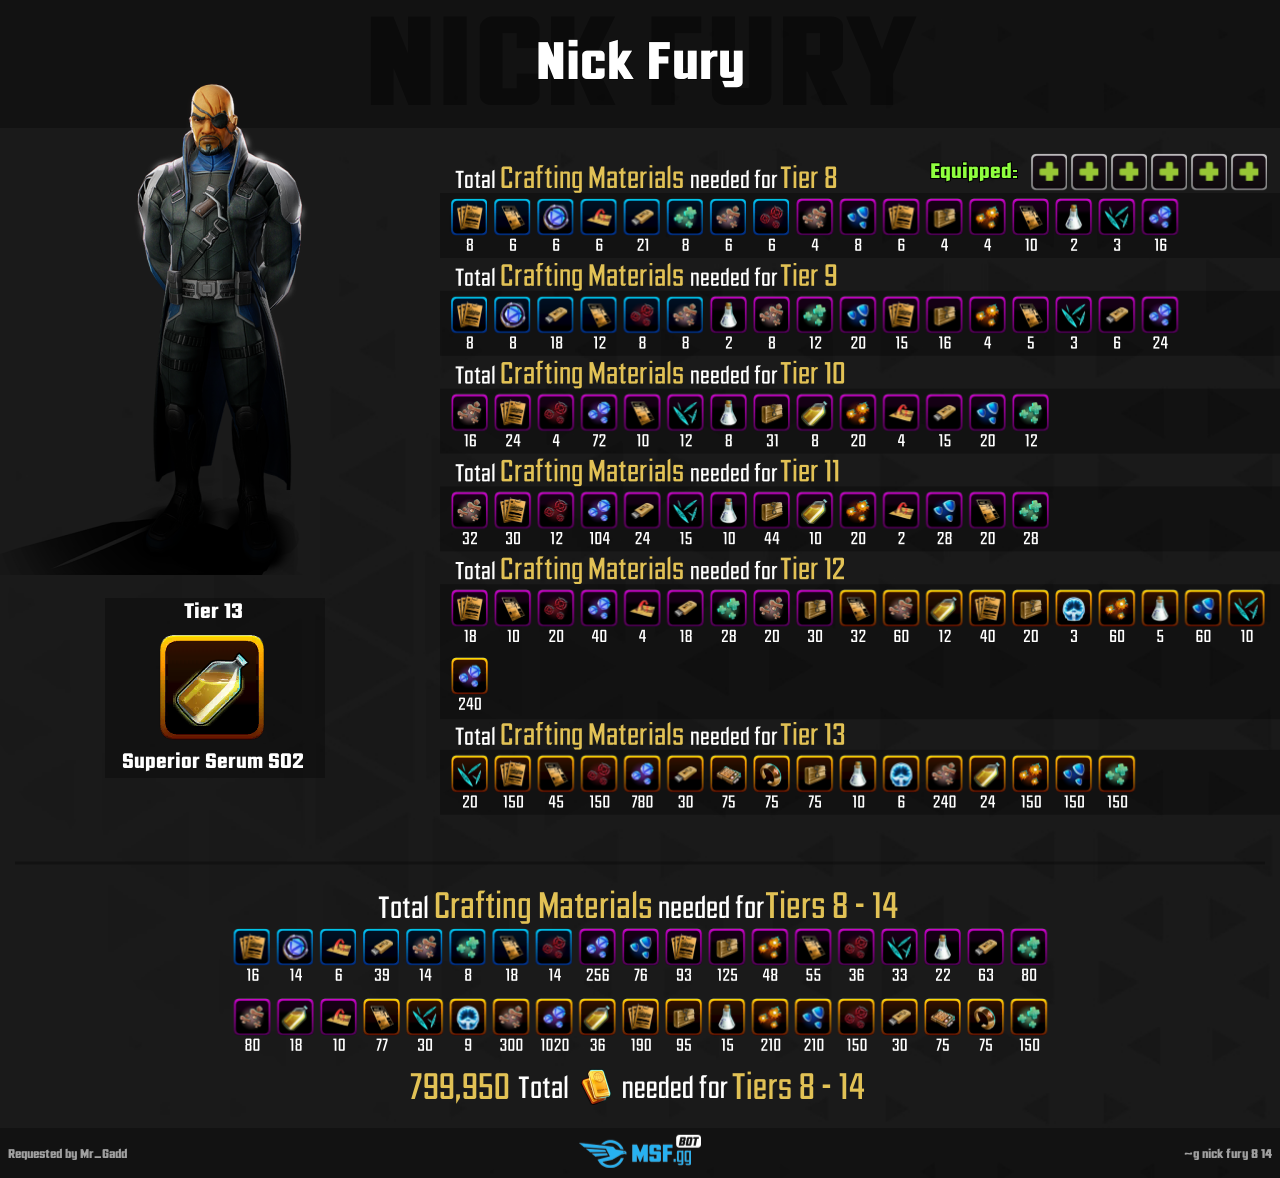 NICK FURY
Nick Fury
Equipped:
Total Crafting Materials needed for Tier 8
8 6 6 6 21 8 6 6 4 8 6 4 4 10 2 3 16
Total Crafting Materials needed for Tier 9
8 8 18 12 8 8 2 8 12 20 15 16 4 5 3 6 24
Total Crafting Materials needed for Tier 10
16 24 4 72 10 12 8 31 8 20 4 15 20 12
Total Crafting Materials needed for Tier 11
32 30 12 104 24 15 10 44 10 20 2 28 20 28
Total Crafting Materials needed for Tier 12
18 10 20 40 4 18 28 20 30 32 60 12 40 20 3 60 5 60 10
240
Tier 13
Superior Serum S02
Total Crafting Materials needed for Tier 13
20 150 45 150 780 30 75 75 75 10 6 240 24 150 150 150
Total Crafting Materials needed for Tiers 8 - 14
16 14 6 39 14 8 18 14 256 76 93 125 48 55 36 33 22 63 80
80 18 10 77 30 9 300 1020 36 190 95 15 210 210 150 30 75 75 150
799,950 Total needed for Tiers 8 - 14
Requested by Mr_Gadd
MSF.gg BOT
~g nick fury 8 14